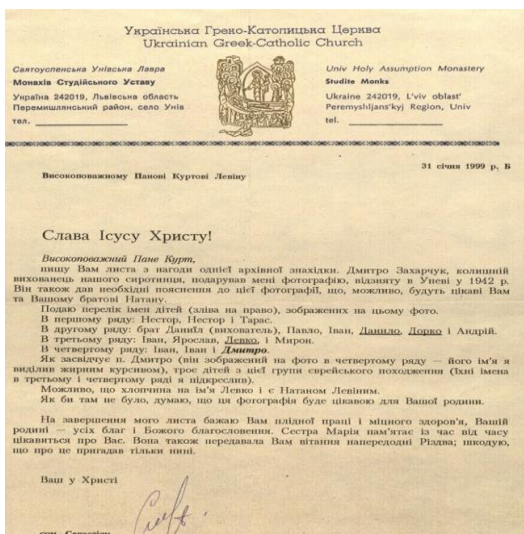 Українська Греко-Католицька Церква
Ukrainian Greek-Catholic Church
Святоуспенська Унівська Лавра
Монахів Студійського Уставу
Україна 242019, Львівська область
Перемишлянський район, село Унів
тел.
Univ Holy Assumption Monastery
Studite Monks
Ukraine 242019, L'viv oblast'
Peremyshljans'kyj Region, Univ
tel.
31 січня 1999 р. Б
Високоповажному Панові Куртові Левіну
Слава Ісусу Христу!
Високоповажний Пане Курт,
пишу Вам листа з нагоди однієї архівної знахідки. Дмитро Захарчук, колишній
вихованець нашого сиротинця, подарував мені фотографію, відзняту в Уневі у 1942 р.
Він також дав необхідні пояснення до цієї фотографії, що, можливо, будуть цікаві Вам
та Вашому братові Натану.
Подаю перелік імен дітей (зліва на право), зображених на цьому фото.
В першому ряду: Нестор, Нестор і Тарас.
В другому ряду: брат Даниїл (вихователь), Павло, Іван, Данило, Дорко і Андрій.
В третьому ряду: Іван, Ярослав, Левко, і Мирон.
В четвертому ряду: Іван, Іван і Дмитро.
Як засвідчує п. Дмитро (він зображений на фото в четвертому ряду — його ім'я я
виділив жирним курсивом), троє дітей з цієї групи єврейського походження (їхні імена
в третьому і четвертому ряді я підкреслив).
Можливо, що хлопчина на ім'я Левко і є Натаном Левіним.
Як би там не було, думаю, що ця фотографія буде цікавою для Вашої родини.
На завершення мого листа бажаю Вам плідної праці і міцного здоров'я, Вашій
родині — усіх благ і Божого благословення. Сестра Марія пам'ятає із час від часу
цікавиться про Вас. Вона також передавала Вам вітання напередодні Різдва; шкодую,
що про це пригадав тільки нині.
Ваш у Христі